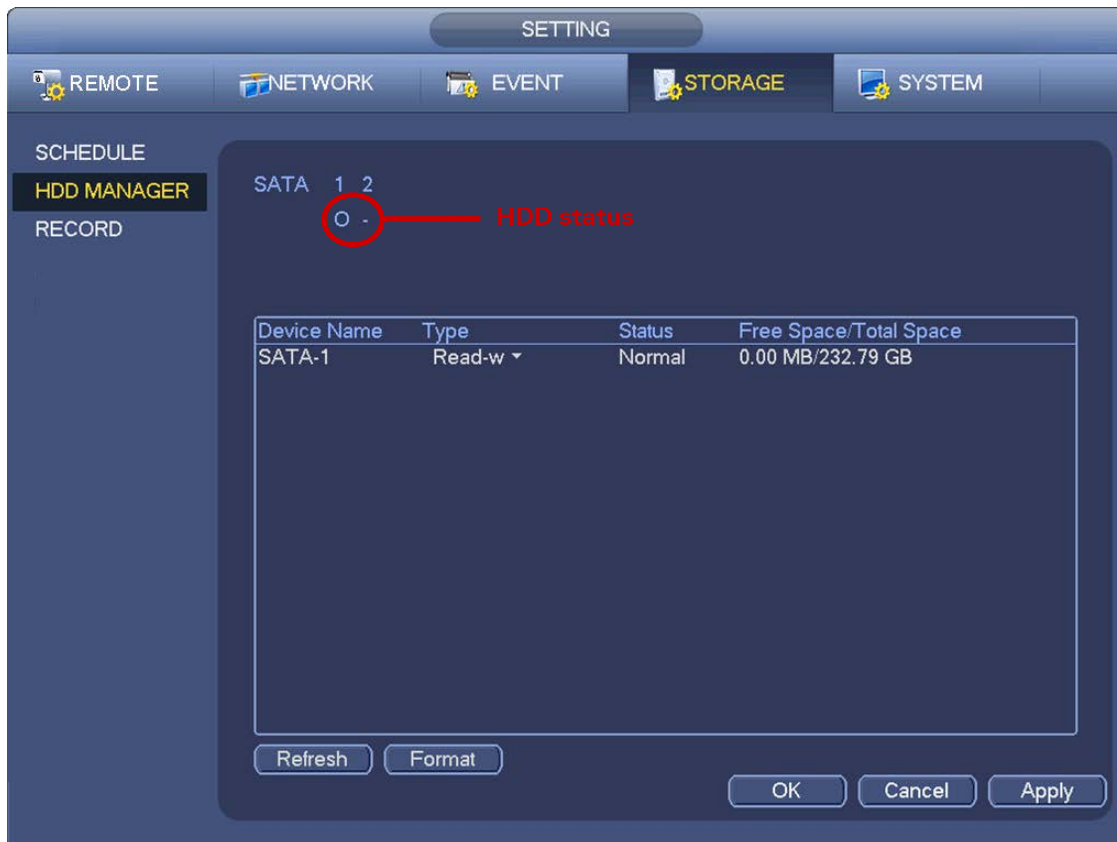 SETTING
REMOTE NETWORK EVENT STORAGE SYSTEM
SCHEDULE
HDD MANAGER
RECORD
SATA 1 2
O - HDD status
Device Name Type Status Free Space/Total Space
SATA-1 Read-w Normal 0.00 MB/232.79 GB
Refresh Format
OK Cancel Apply